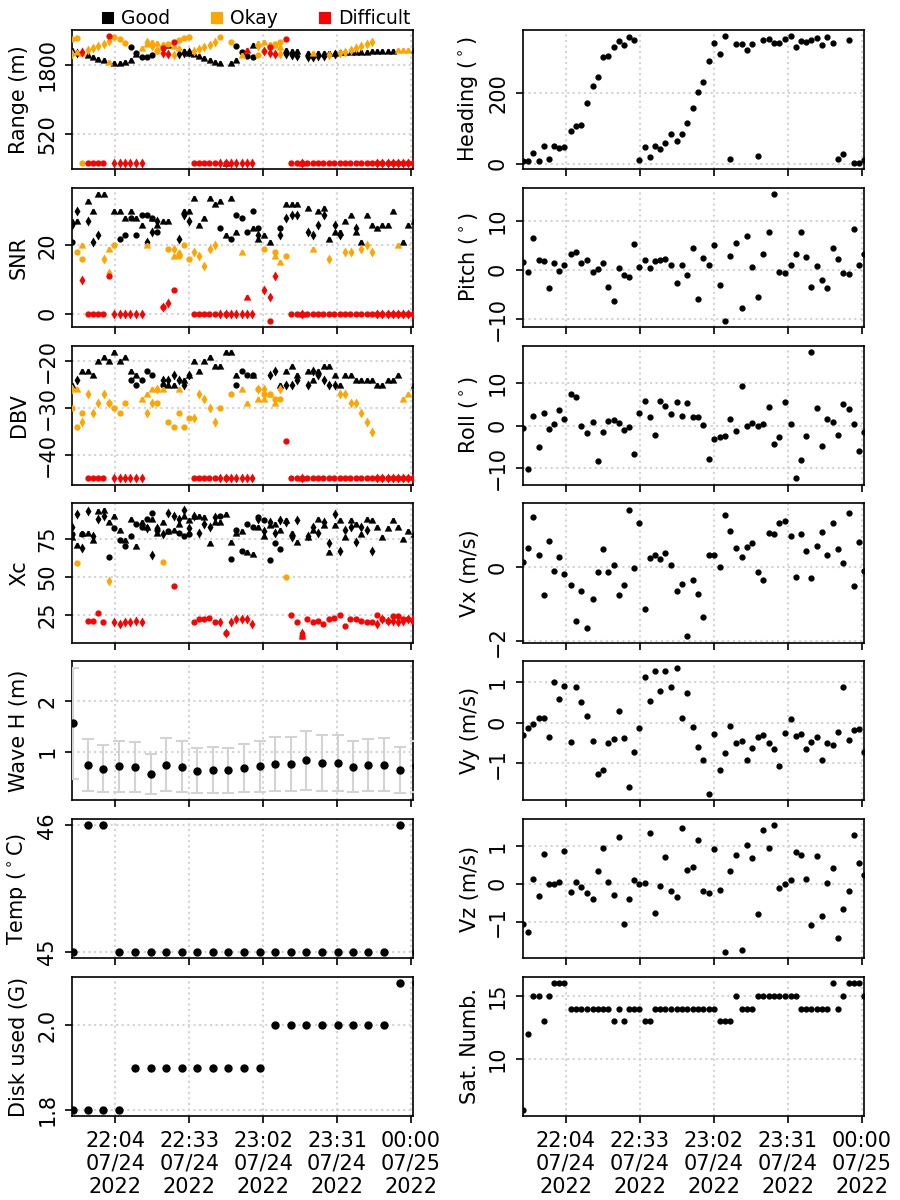 Good Okay Difficult
Range (m)
1800
520
Heading (°)
200
0
SNR
20
0
Pitch (°)
10
0
−10
DBV
−20
−30
−40
Roll (°)
10
0
−10
Xc
75
50
25
Vx (m/s)
0
−2
Wave H (m)
2
1
Vy (m/s)
1
0
−1
Temp (°C)
46
45
Vz (m/s)
1
0
−1
Disk used (G)
2.0
1.8
Sat. Numb.
15
10
22:04 22:33 23:02 23:31 00:00
07/24 07/24 07/24 07/24 07/25
2022 2022 2022 2022 2022
22:04 22:33 23:02 23:31 00:00
07/24 07/24 07/24 07/24 07/25
2022 2022 2022 2022 2022